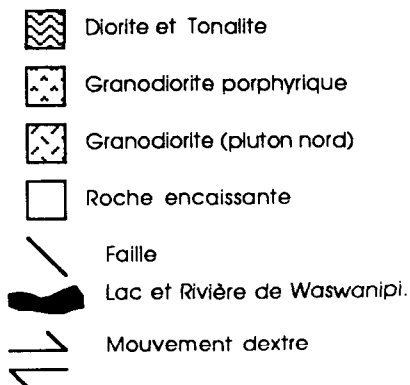 Diorite et Tonalite
Granodiorite porphyrique
Granodiorite (pluton nord)
Roche encaissante
Faille
Lac et Rivière de Waswanipi.
Mouvement dextre